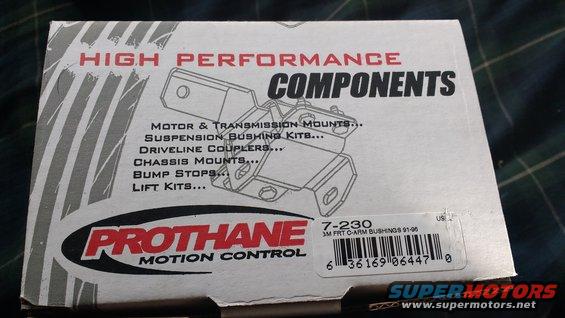 HIGH PERFORMANCE
COMPONENTS
MOTOR & TRANSMISSION MOUNTS...
SUSPENSION BUSHING KITS...
DRIVELINE COUPLERS...
CHASSIS MOUNTS...
BUMP STOPS...
LIFT KITS...
PROTHANE
MOTION CONTROL
7-230
3M FRT C-ARM BUSHINGS 91-96
6 36169 06447 0
SUPERMOTORS
www.supermotors.net